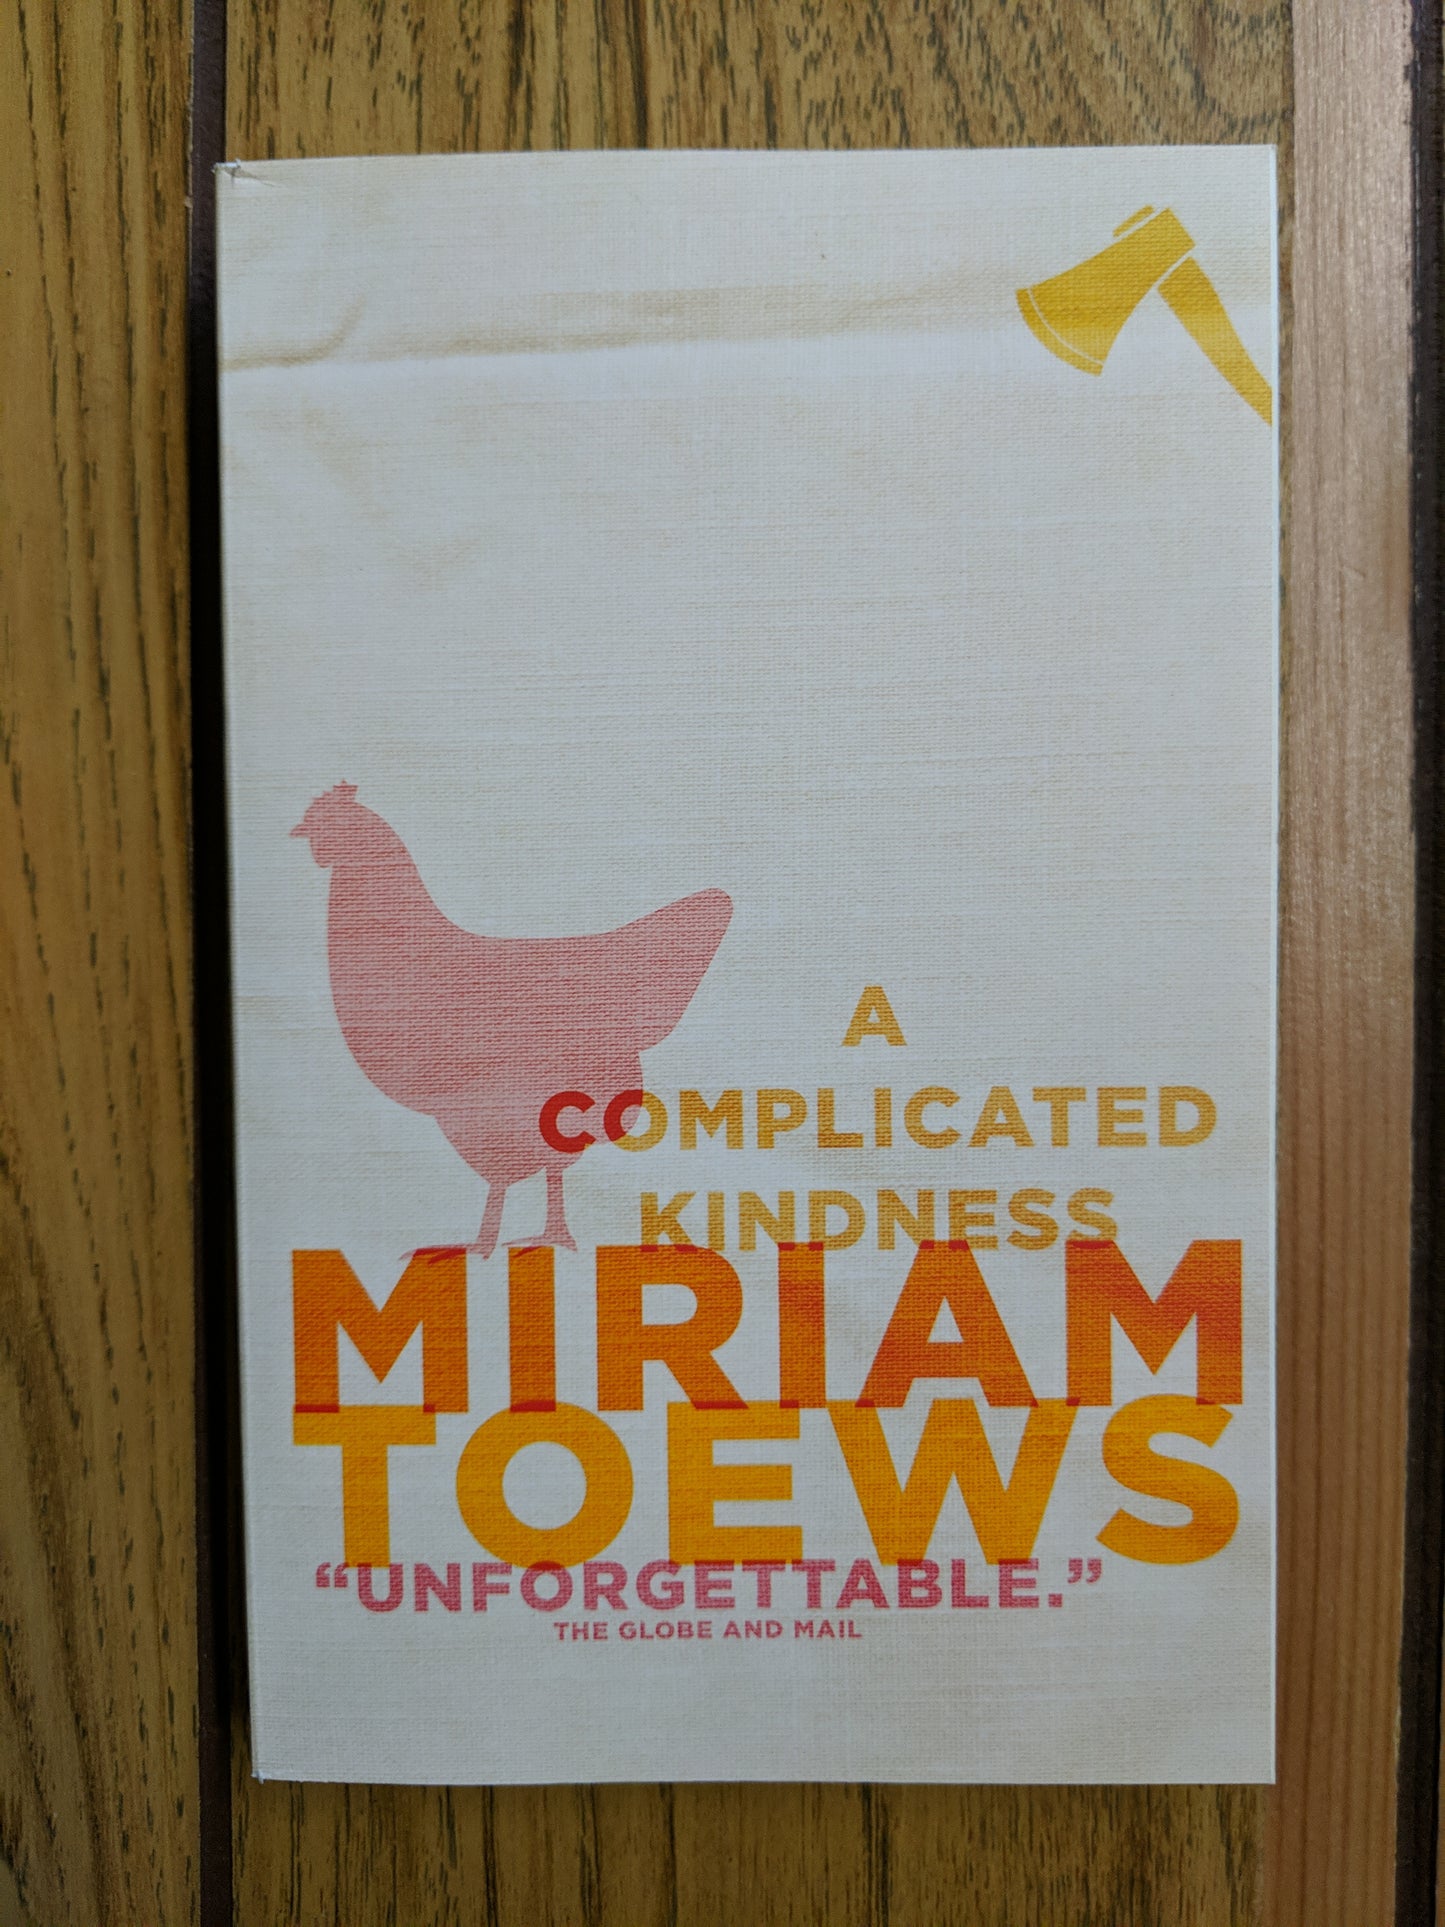 A
COMPLICATED
KINDNESS
MIRIAM
TOEWS
“UNFORGETTABLE.”
THE GLOBE AND MAIL